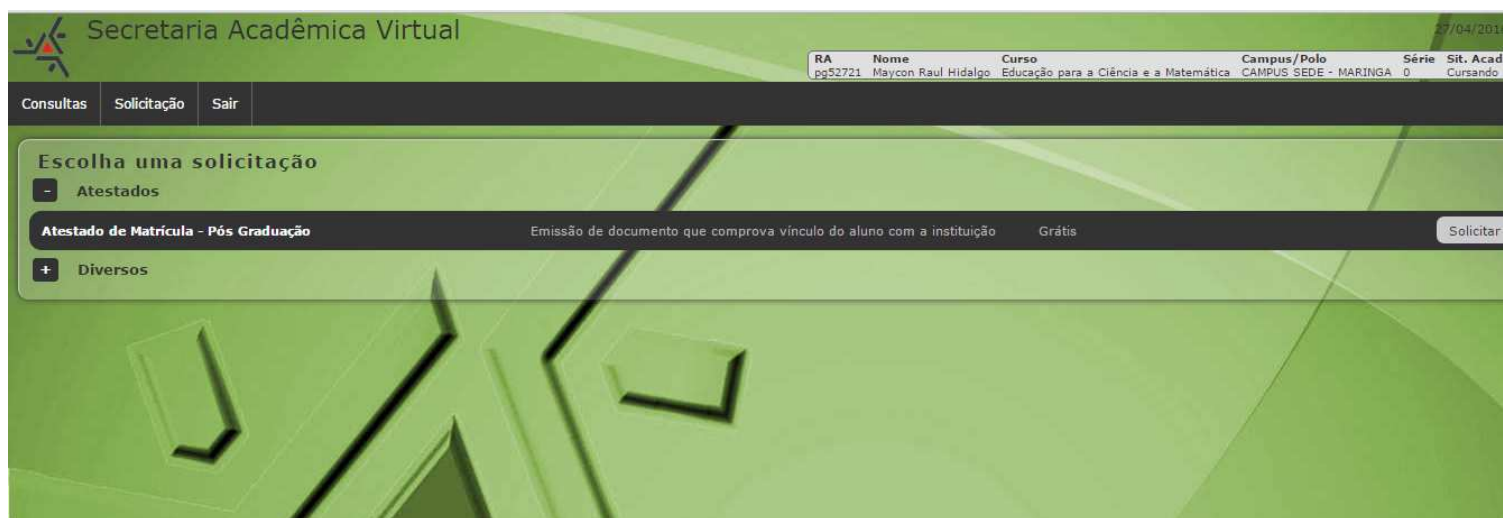 Secretaria Acadêmica Virtual
RA Nome Curso Campus/Polo Série Sit. Acad
pg52721 Maycon Raul Hidalgo Educação para a Ciência e a Matemática CAMPUS SEDE - MARINGA 0 Cursando
Consultas Solicitação Sair
Escolha uma solicitação
- Atestados
Atestado de Matrícula - Pós Graduação Emissão de documento que comprova vínculo do aluno com a instituição Grátis Solicitar
+ Diversos